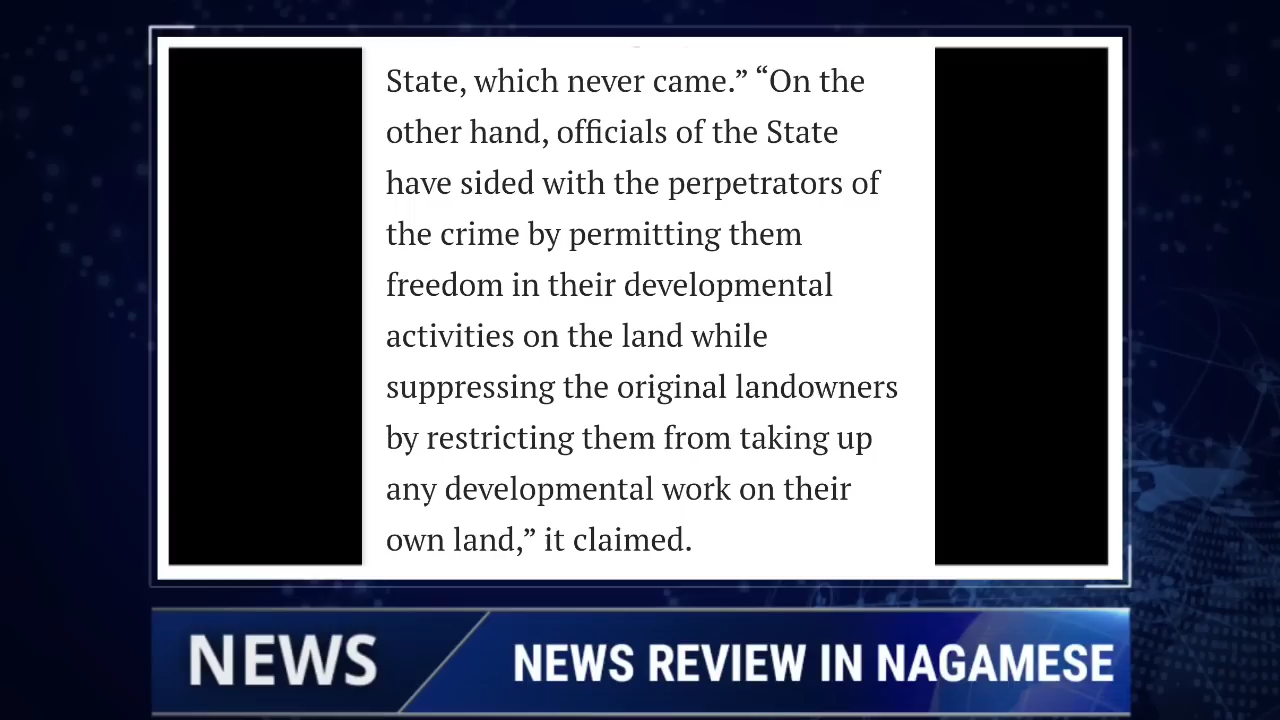 State, which never came.” “On the
other hand, officials of the State
have sided with the perpetrators of
the crime by permitting them
freedom in their developmental
activities on the land while
suppressing the original landowners
by restricting them from taking up
any developmental work on their
own land,” it claimed.
NEWS
NEWS REVIEW IN NAGAMESE